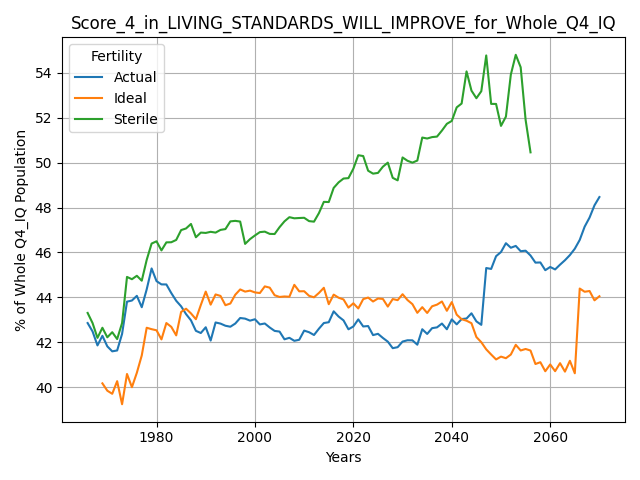 Score_4_in_LIVING_STANDARDS_WILL_IMPROVE_for_Whole_Q4_IQ
Fertility
Actual
Ideal
Sterile
% of Whole Q4_IQ Population
54
52
50
48
46
44
42
40
1980
2000
2020
2040
2060
Years